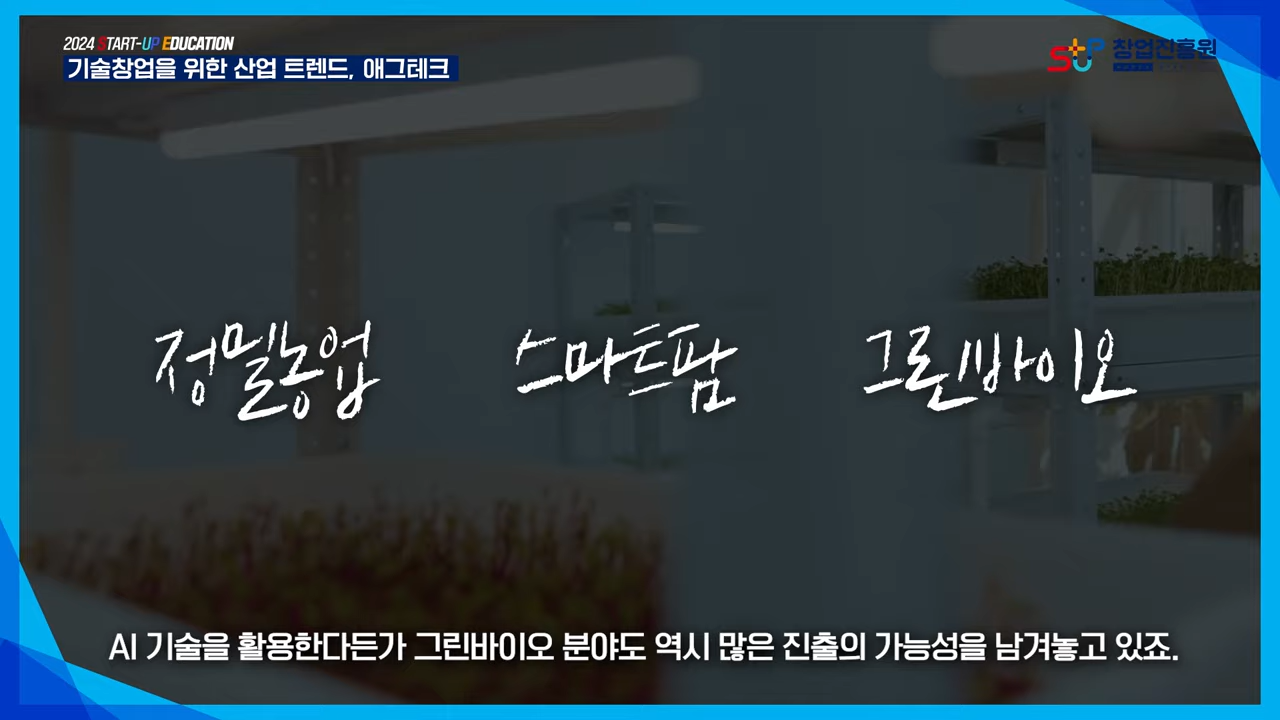 2024 START-UP EDUCATION
기술창업을 위한 산업 트렌드, 애그테크
창업진흥원
정밀농업 스마트팜 그린바이오
AI 기술을 활용한다든가 그린바이오 분야도 역시 많은 진출의 가능성을 남겨놓고 있죠.